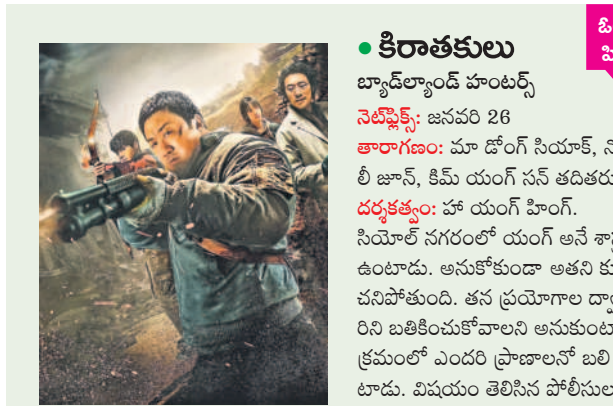 • కిరాతకులు
బ్యాడ్‌ల్యాండ్ హంటర్స్
నెట్‌ఫ్లిక్స్: జనవరి 26
తారాగణం: మా డోంగ్ సియాక్,
లీ జూన్, కిమ్ యంగ్ సన్ తదితరు
దర్శకత్వం: హా యంగ్ హింగ్.
సియోల్ నగరంలో యంగ్ అనే
ఉంటాడు. అనుకోకుండా అతని కు
చనిపోతుంది. తన ప్రయోగాల
రిని బతికించుకోవాలని అనుకుంటా
క్రమంలో ఎందరి ప్రాణాలనో బలి
టాడు. విషయం తెలిసిన పోలీసుల